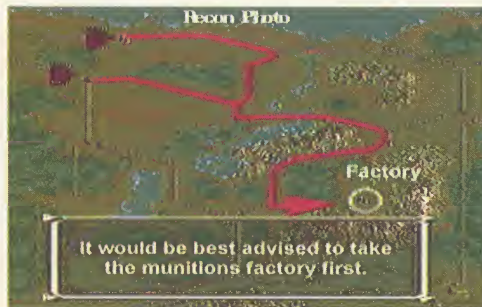 Recon Photo
Factory
It would be best advised to take
the munitions factory first.